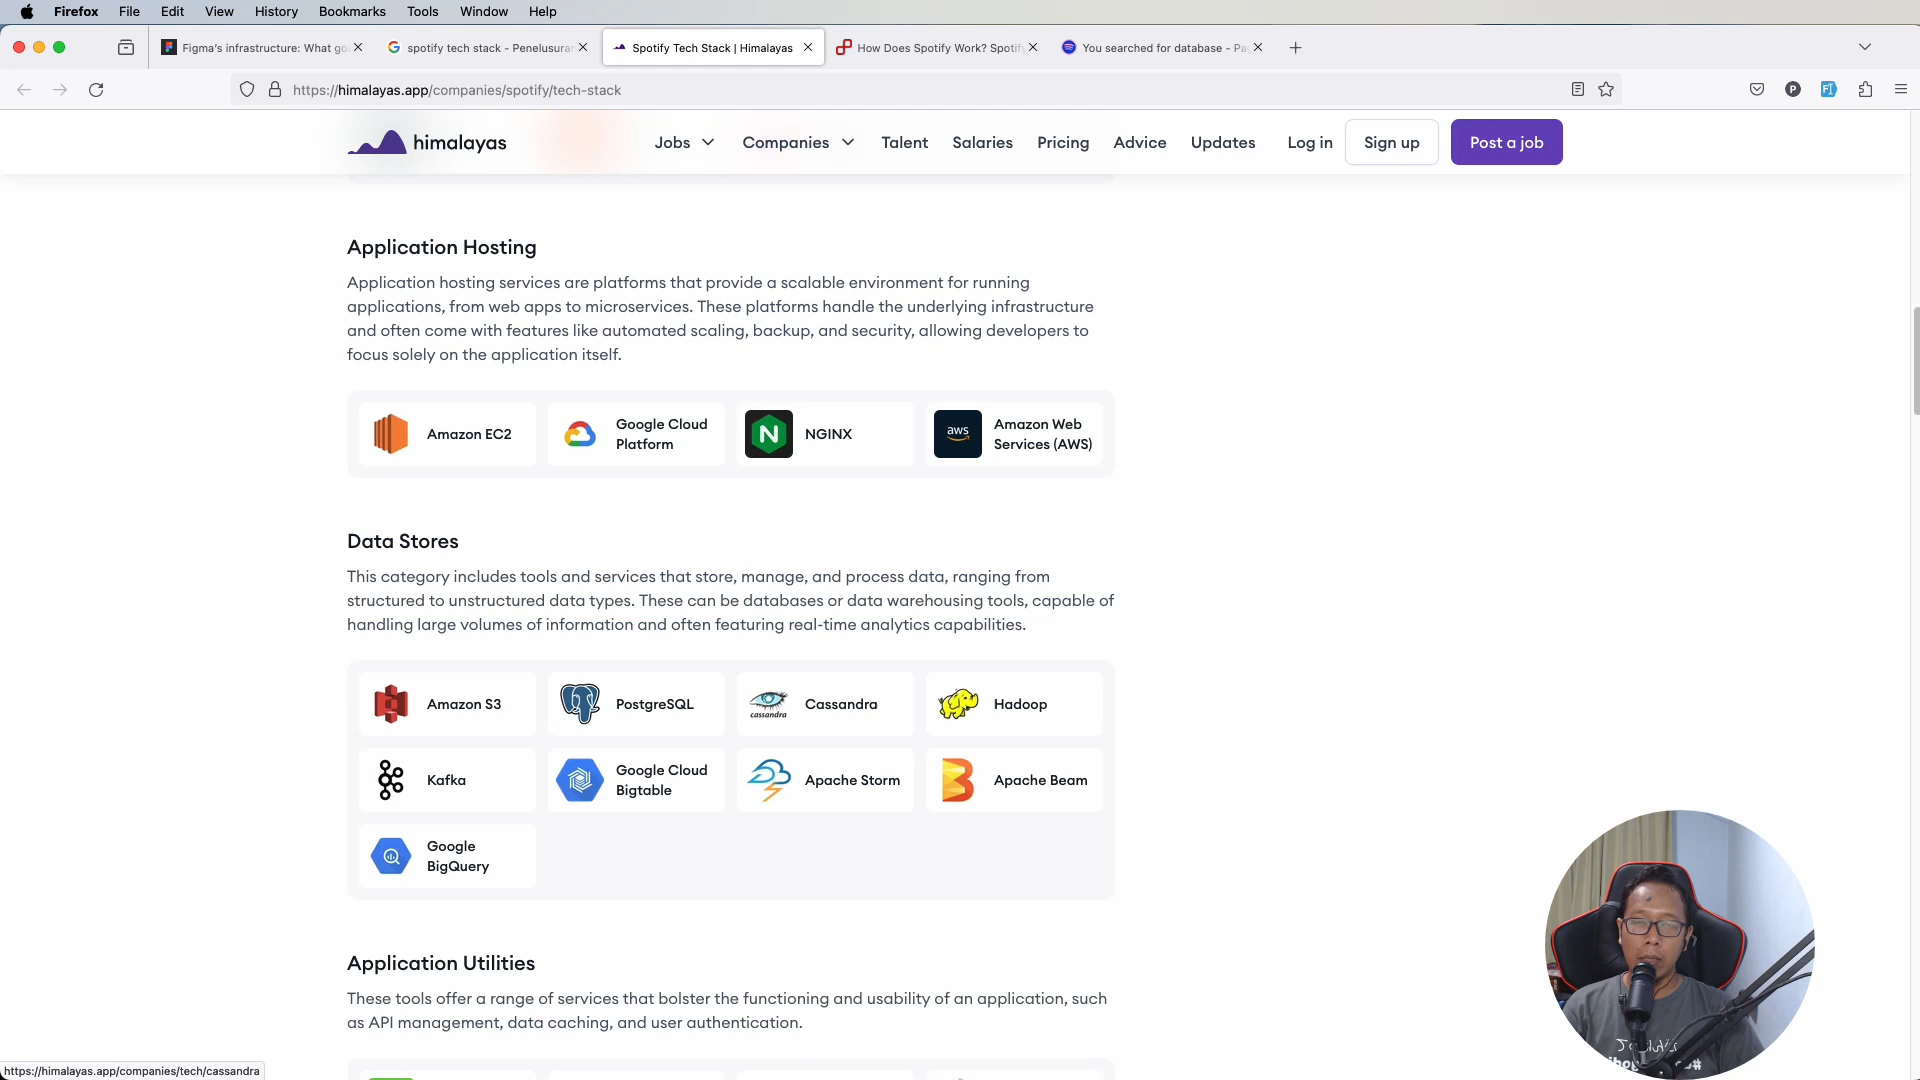 Firefox File Edit View History Bookmarks Tools Window Help
Figma's infrastructure: What go
spotify tech stack - Penelusura
Spotify Tech Stack | Himalayas
How Does Spotify Work? Spotify
You searched for database - Pa
https://himalayas.app/companies/spotify/tech-stack
himalayas
Jobs Companies Talent Salaries Pricing Advice Updates Log in Sign up Post a job
Application Hosting
Application hosting services are platforms that provide a scalable environment for running
applications, from web apps to microservices. These platforms handle the underlying infrastructure
and often come with features like automated scaling, backup, and security, allowing developers to
focus solely on the application itself.
Amazon EC2
Google Cloud
Platform
NGINX
aws
Amazon Web
Services (AWS)
Data Stores
This category includes tools and services that store, manage, and process data, ranging from
structured to unstructured data types. These can be databases or data warehousing tools, capable of
handling large volumes of information and often featuring real-time analytics capabilities.
Amazon S3
PostgreSQL
cassandra
Cassandra
Hadoop
Kafka
Google Cloud
Bigtable
Apache Storm
Apache Beam
Google
BigQuery
Application Utilities
These tools offer a range of services that bolster the functioning and usability of an application, such
as API management, data caching, and user authentication.
https://himalayas.app/companies/tech/cassandra